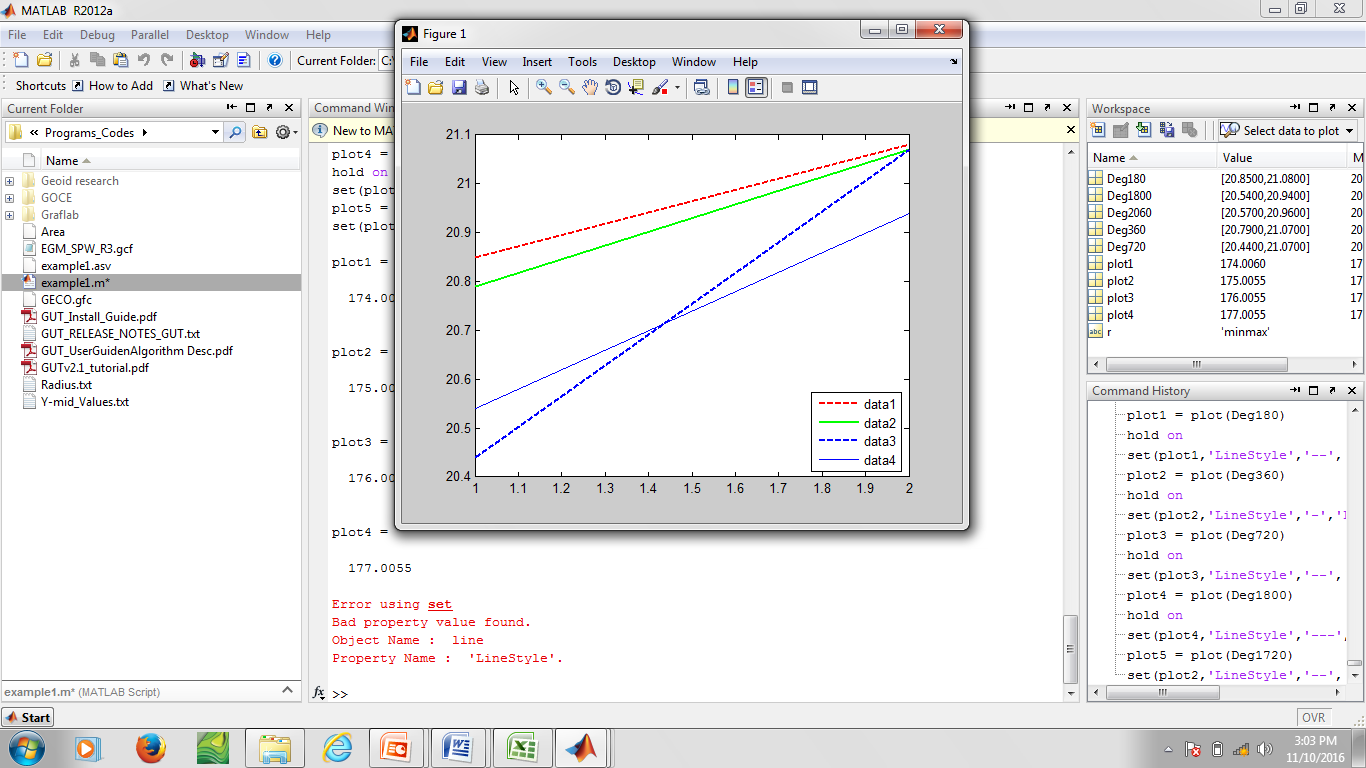 MATLAB R2012a
File Edit Debug Parallel Desktop Window Help
Current Folder: C:\
Shortcuts How to Add What's New
Current Folder
« Programs_Codes
Name
Geoid research
GOCE
Graflab
Area
EGM_SPW_R3.gcf
example1.asv
example1.m*
GECO.gfc
GUT_Install_Guide.pdf
GUT_RELEASE_NOTES_GUT.txt
GUT_UserGuidenAlgorithm Desc.pdf
GUTv2.1_tutorial.pdf
Radius.txt
Y-mid_Values.txt
example1.m* (MATLAB Script)
Command Win
New to MA
plot4 =
hold on
set(plot
plot5 =
set(plot
plot1 =
174.00
plot2 =
175.00
plot3 =
176.00
plot4 =
177.0055
Error using set
Bad property value found.
Object Name : line
Property Name : 'LineStyle'.
fx >>
Figure 1
File Edit View Insert Tools Desktop Window Help
21.1
21
20.9
20.8
20.7
20.6
20.5
20.4
1 1.1 1.2 1.3 1.4 1.5 1.6 1.7 1.8 1.9 2
data1
data2
data3
data4
Workspace
Select data to plot
Name Value M
Deg180 [20.8500,21.0800] 20
Deg1800 [20.5400,20.9400] 20
Deg2060 [20.5700,20.9600] 20
Deg360 [20.7900,21.0700] 20
Deg720 [20.4400,21.0700] 20
plot1 174.0060 17
plot2 175.0055 17
plot3 176.0055 17
plot4 177.0055 17
abc r 'minmax'
Command History
plot1 = plot(Deg180)
hold on
set(plot1,'LineStyle','--',
plot2 = plot(Deg360)
hold on
set(plot2,'LineStyle','-','
plot3 = plot(Deg720)
hold on
set(plot3,'LineStyle','--',
plot4 = plot(Deg1800)
hold on
set(plot4,'LineStyle','---',
plot5 = plot(Deg1720)
set(plot2,'LineStyle','--',
Start
OVR
3:03 PM
11/10/2016